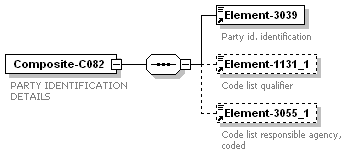 Composite-C082
PARTY IDENTIFICATION
DETAILS
Element-3039
Party id. identification
Element-1131_1
Code list qualifier
Element-3055_1
Code list responsible agency,
coded